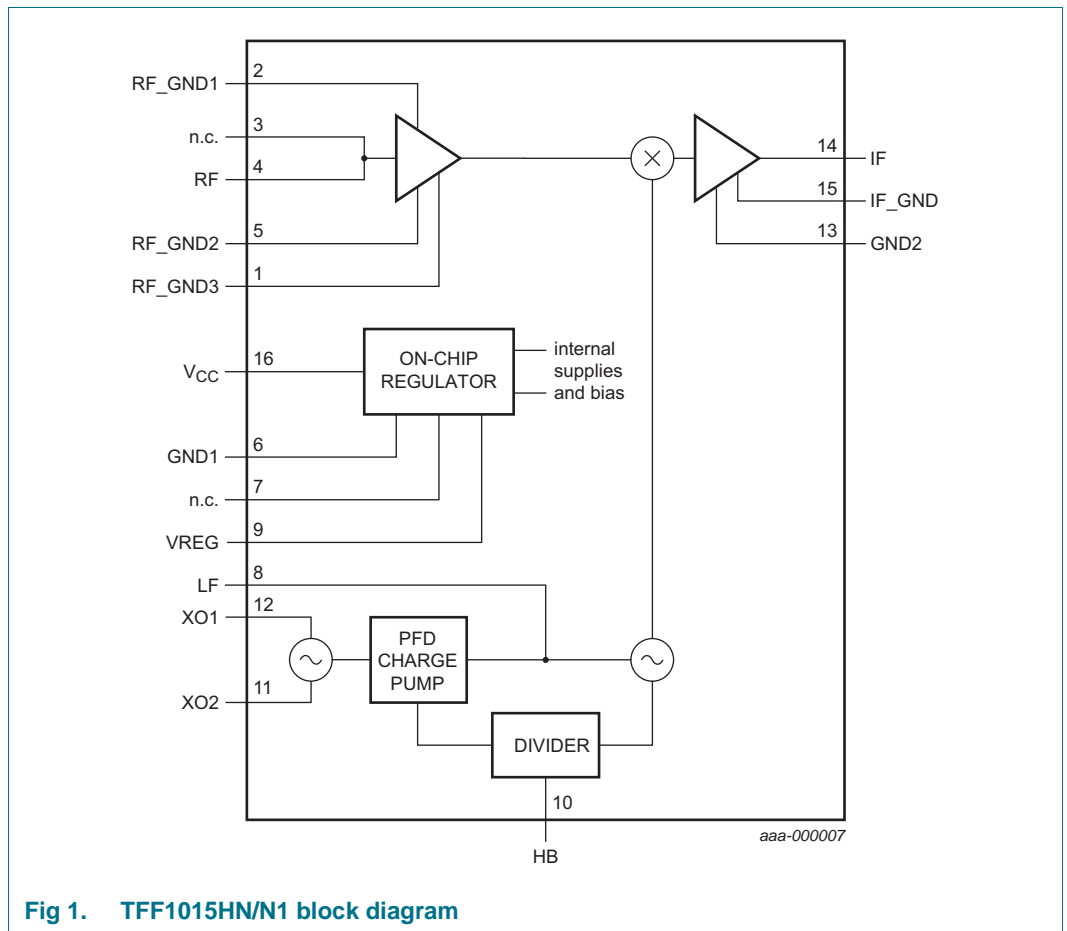 2
RF_GND1
3
n.c.
4
RF
5
RF_GND2
1
RF_GND3
14
IF
15
IF_GND
13
GND2
16
VCC
ON-CHIP
REGULATOR
internal
supplies
and bias
6
GND1
7
n.c.
9
VREG
8
LF
12
XO1
11
XO2
PFD
CHARGE
PUMP
DIVIDER
10
HB
aaa-000007
Fig 1. TFF1015HN/N1 block diagram